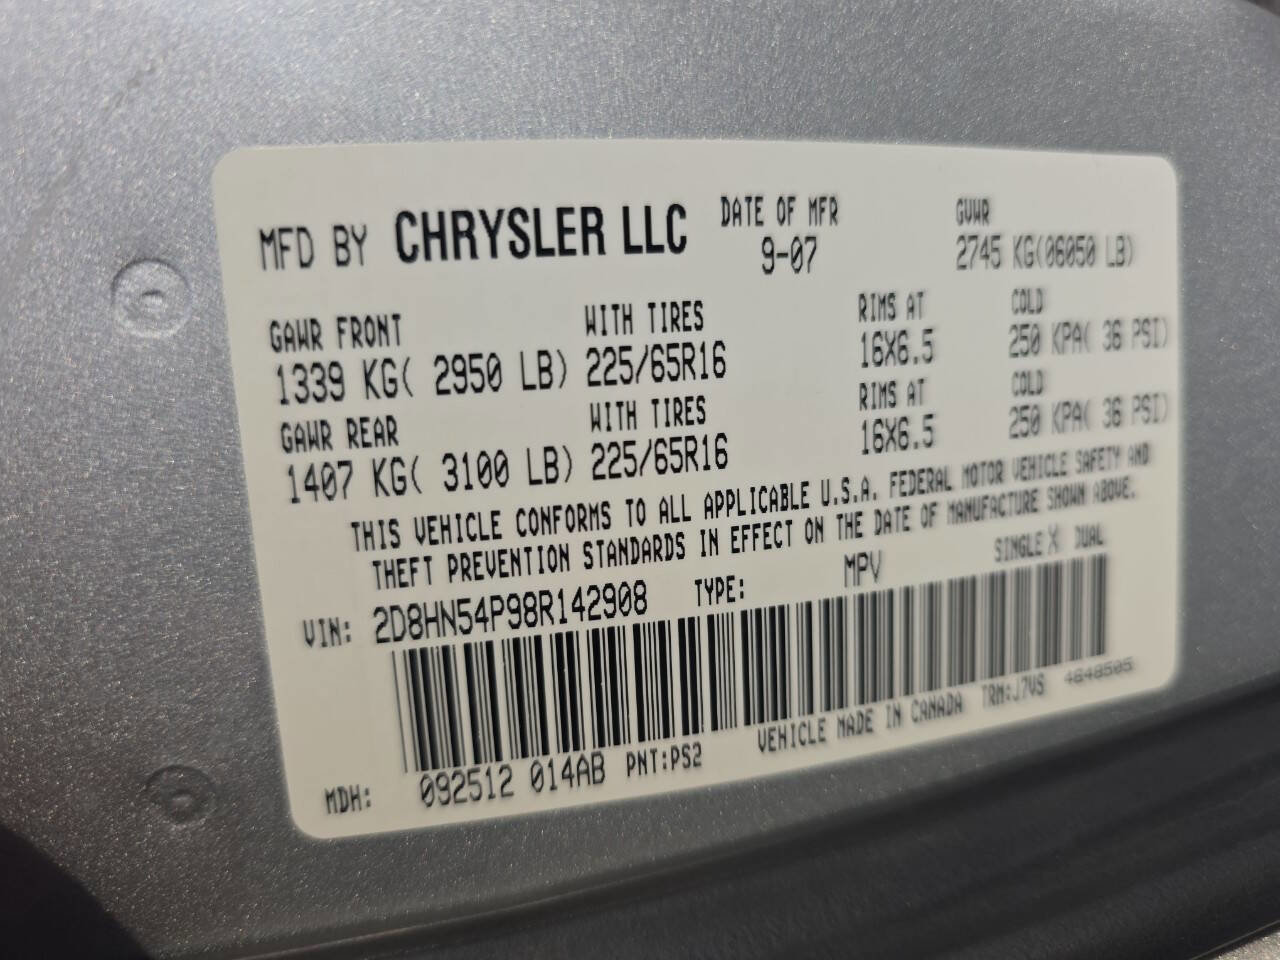 MFD BY CHRYSLER LLC DATE OF MFR GVWR
9-07 2745 KG(06050 LB)
GAWR FRONT WITH TIRES RIMS AT COLD
1339 KG( 2950 LB) 225/65R16 16X6.5 250 KPA( 36 PSI)
GAWR REAR WITH TIRES RIMS AT COLD
1407 KG( 3100 LB) 225/65R16 16X6.5 250 KPA( 36 PSI)
THIS VEHICLE CONFORMS TO ALL APPLICABLE U.S.A. FEDERAL MOTOR VEHICLE SAFETY AND
THEFT PREVENTION STANDARDS IN EFFECT ON THE DATE OF MANUFACTURE SHOWN ABOVE.
VIN: 2D8HN54P98R142908 TYPE: MPV SINGLE X DUAL
MDH: 092512 014AB PNT:PS2 VEHICLE MADE IN CANADA TRM:J7VS 4648505